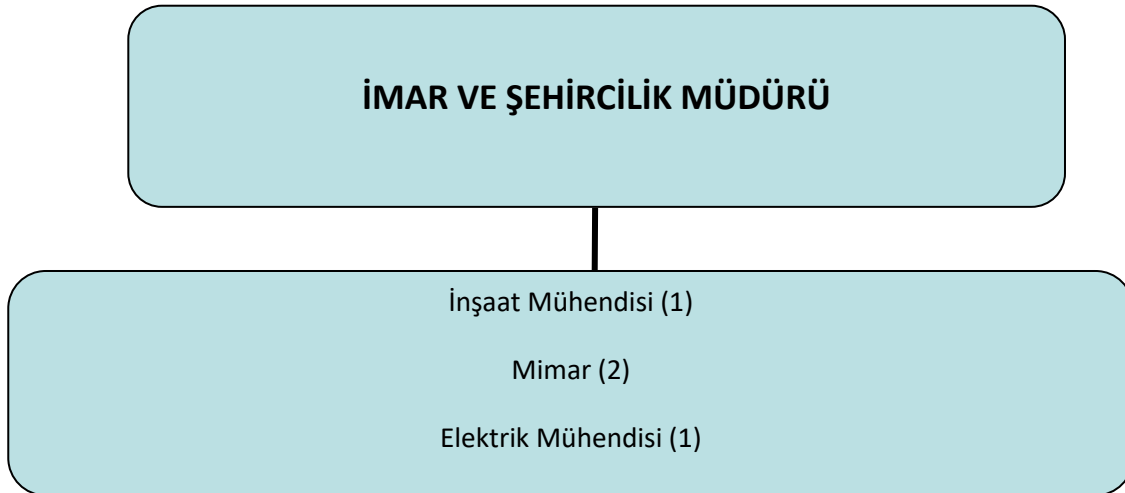 İMAR VE ŞEHİRCİLİK MÜDÜRÜ
İnşaat Mühendisi (1)
Mimar (2)
Elektrik Mühendisi (1)